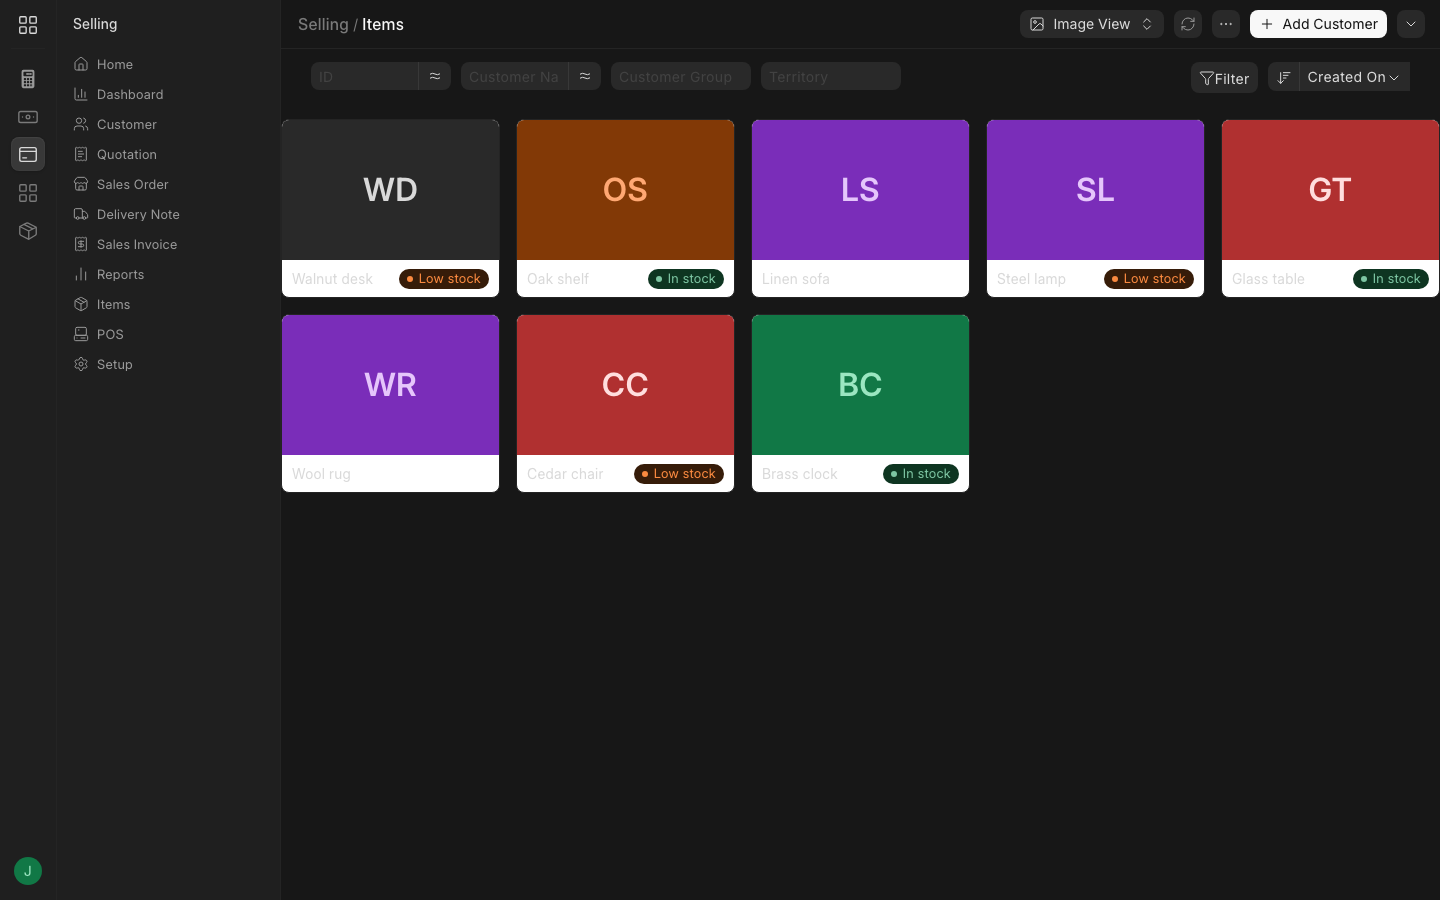 Selling
Home
Dashboard
Customer
Quotation
Sales Order
Delivery Note
Sales Invoice
Reports
Items
POS
Setup
J
Selling / Items
Image View
Add Customer
ID ≈
Customer Na ≈
Customer Group
Territory
Filter
Created On
WD
Walnut desk
Low stock
OS
Oak shelf
In stock
LS
Linen sofa
SL
Steel lamp
Low stock
GT
Glass table
In stock
WR
Wool rug
CC
Cedar chair
Low stock
BC
Brass clock
In stock